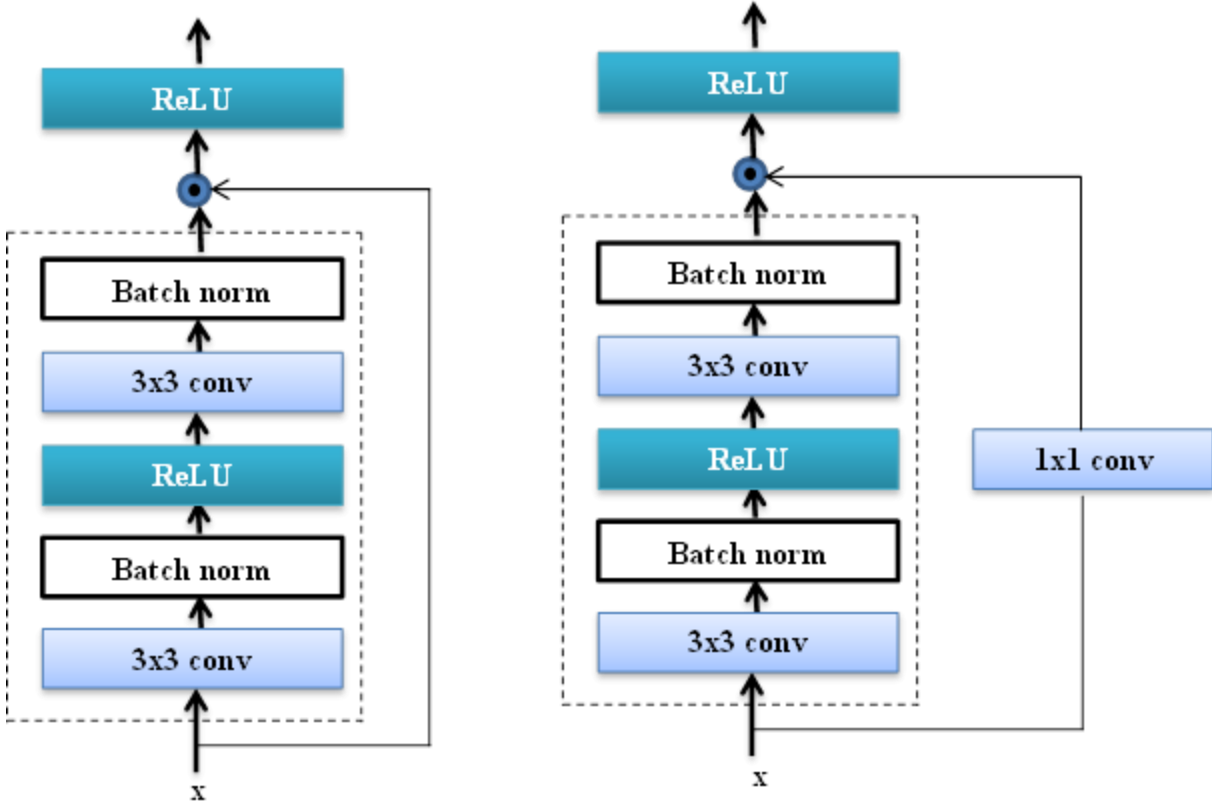 ReLU
Batch norm
3x3 conv
ReLU
Batch norm
3x3 conv
x
ReLU
Batch norm
3x3 conv
ReLU
Batch norm
3x3 conv
x
1x1 conv